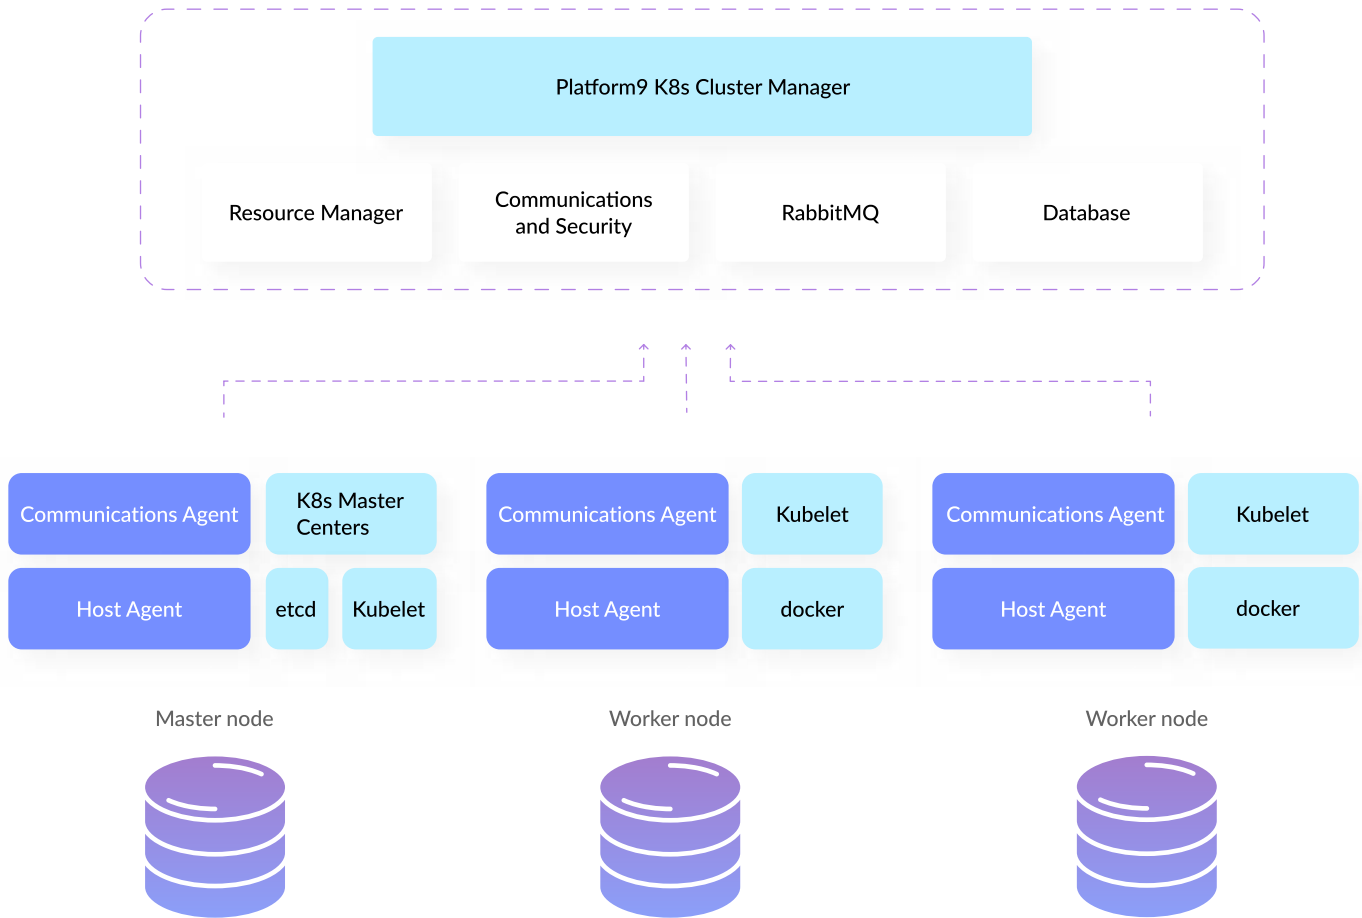 Platform9 K8s Cluster Manager
Resource Manager
Communications
and Security
RabbitMQ
Database
Communications Agent
K8s Master
Centers
Host Agent
etcd
Kubelet
Master node
Communications Agent
Kubelet
Host Agent
docker
Worker node
Communications Agent
Kubelet
Host Agent
docker
Worker node